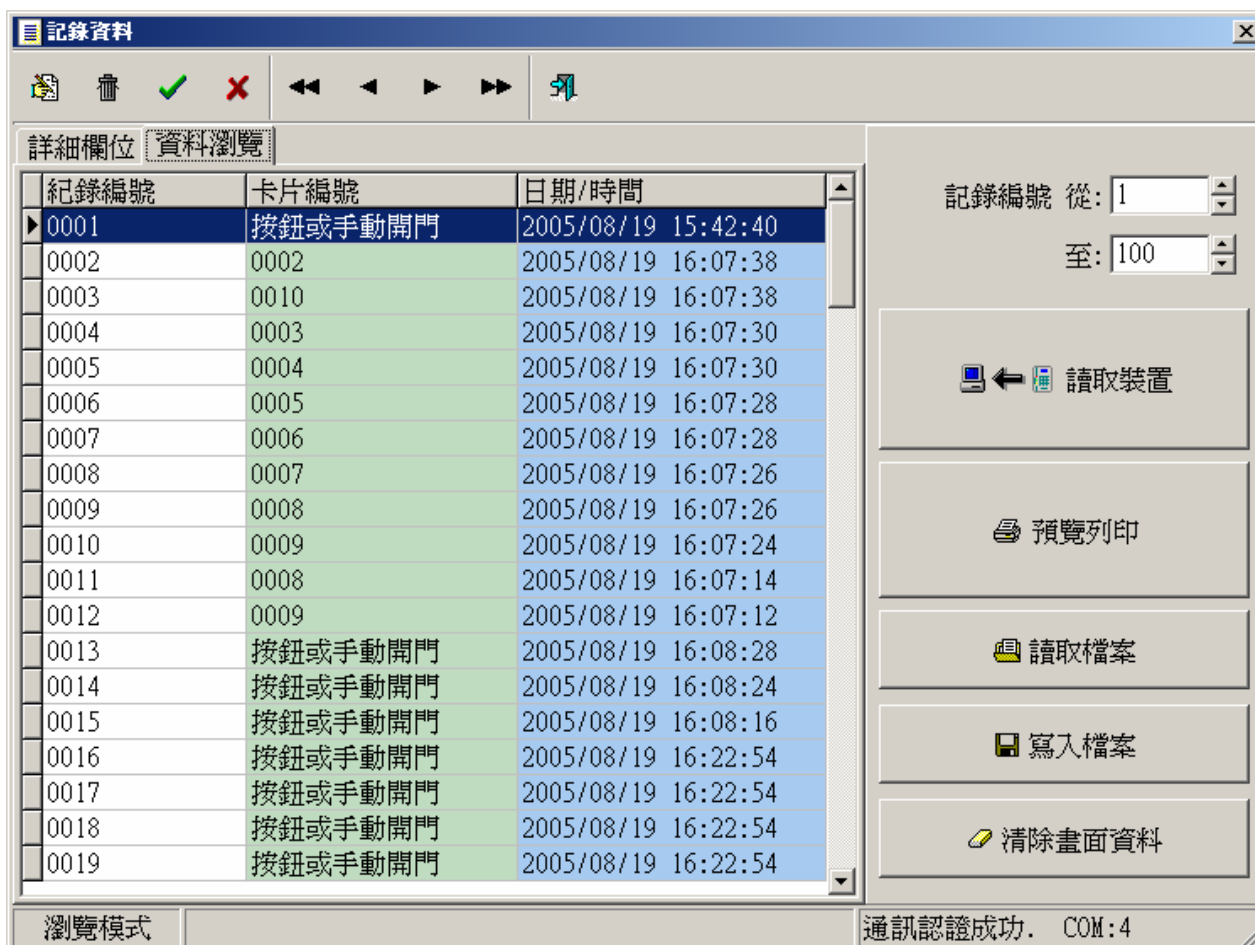 記錄資料
詳細欄位 資料瀏覽
紀錄編號 卡片編號 日期/時間
0001 按鈕或手動開門 2005/08/19 15:42:40
0002 0002 2005/08/19 16:07:38
0003 0010 2005/08/19 16:07:38
0004 0003 2005/08/19 16:07:30
0005 0004 2005/08/19 16:07:30
0006 0005 2005/08/19 16:07:28
0007 0006 2005/08/19 16:07:28
0008 0007 2005/08/19 16:07:26
0009 0008 2005/08/19 16:07:26
0010 0009 2005/08/19 16:07:24
0011 0008 2005/08/19 16:07:14
0012 0009 2005/08/19 16:07:12
0013 按鈕或手動開門 2005/08/19 16:08:28
0014 按鈕或手動開門 2005/08/19 16:08:24
0015 按鈕或手動開門 2005/08/19 16:08:16
0016 按鈕或手動開門 2005/08/19 16:22:54
0017 按鈕或手動開門 2005/08/19 16:22:54
0018 按鈕或手動開門 2005/08/19 16:22:54
0019 按鈕或手動開門 2005/08/19 16:22:54
記錄編號 從: 1
至: 100
讀取裝置
預覽列印
讀取檔案
寫入檔案
清除畫面資料
瀏覽模式 通訊認證成功. COM:4